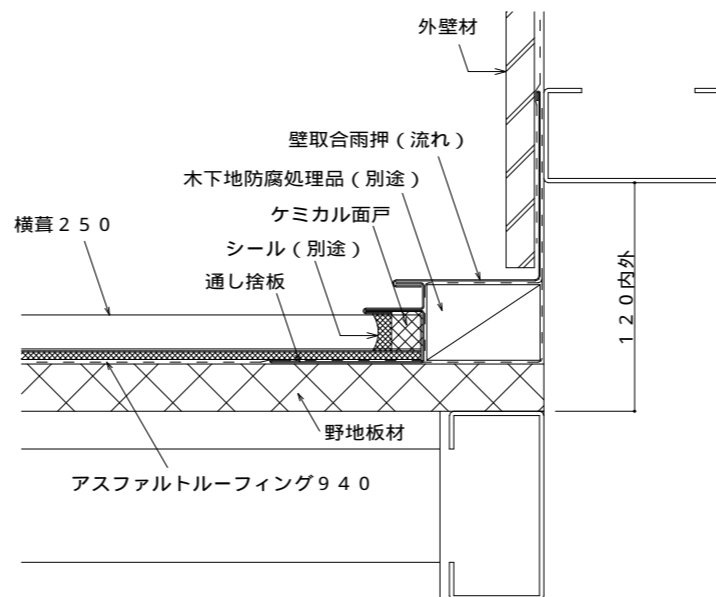 外壁材
壁取合雨押（流れ）
木下地防腐処理品（別途）
ケミカル面戸
横葺２５０
シール（別途）
通し捨板
１２０内外
野地板材
アスファルトルーフィング９４０